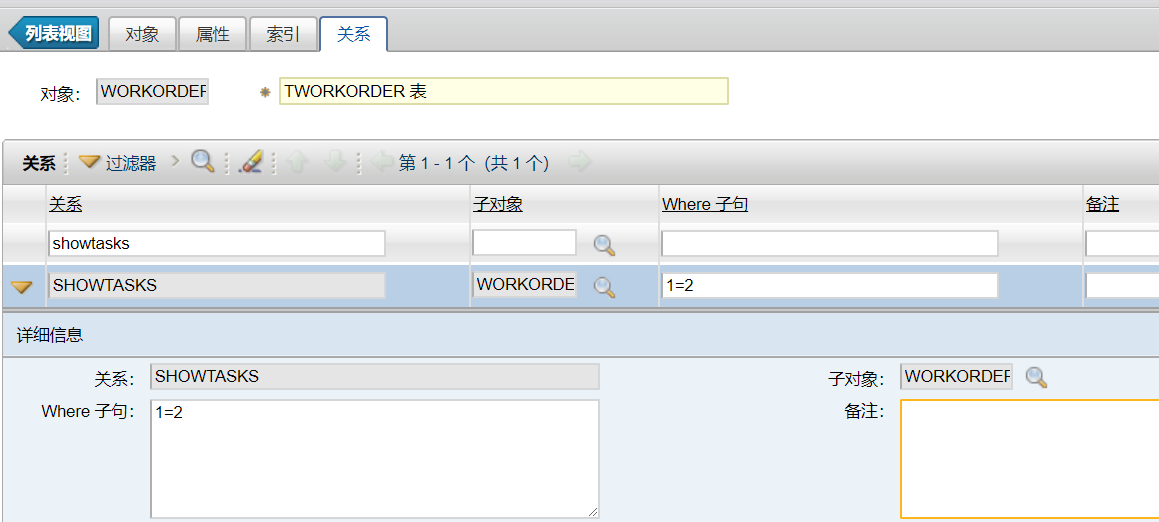 列表视图 对象 属性 索引 关系
对象: WORKORDER TWORKORDER 表
关系 过滤器 第 1 - 1 个 (共 1 个)
关系 子对象 Where 子句 备注
showtasks
SHOWTASKS WORKORDE 1=2
详细信息
关系: SHOWTASKS 子对象: WORKORDER
Where 子句: 1=2 备注: